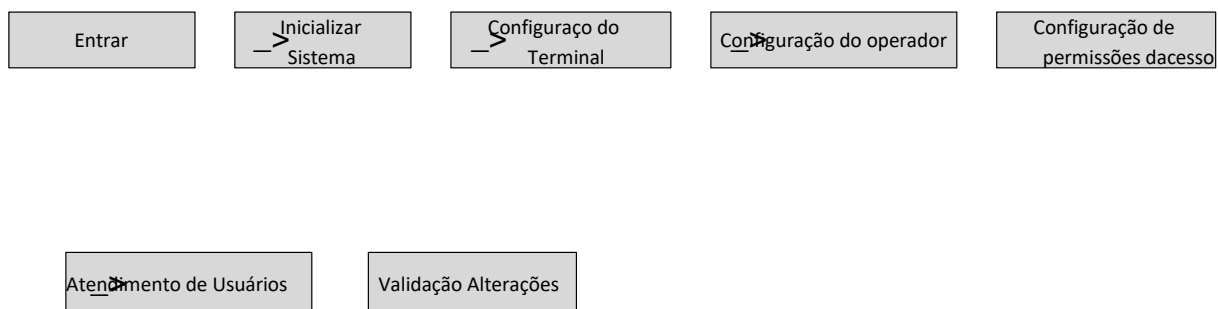 Entrar
_> Inicializar
Sistema
_> Configuraço do
Terminal
_> Configuração do operador
Configuração de
permissões dacesso
_> Atendimento de Usuários
Validação Alterações